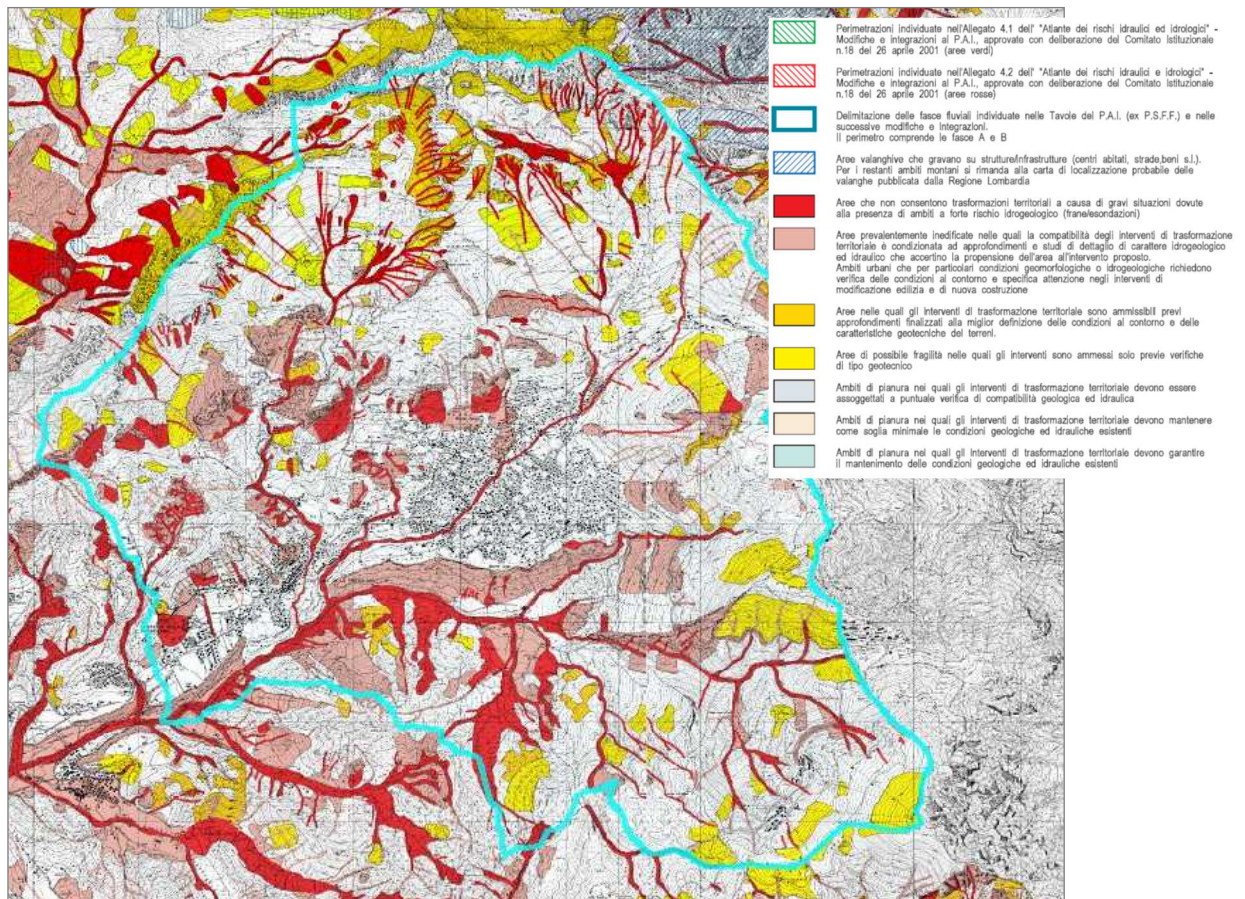 Perimetrazioni individuate nell'Allegato 4.1 dell' "Atlante dei rischi idraulici ed idrologici" -
Modifiche e integrazioni al P.A.I., approvate con deliberazione del Comitato Istituzionale
n.18 del 26 aprile 2001 (aree verdi)
Perimetrazioni individuate nell'Allegato 4.2 dell' "Atlante dei rischi idraulici e idrologici" -
Modifiche e integrazioni al P.A.I., approvate con deliberazione del Comitato Istituzionale
n.18 del 26 aprile 2001 (aree rosse)
Delimitazione delle fasce fluviali individuate nelle Tavole del P.A.I. (ex P.S.F.F.) e nelle
successive modifiche e integrazioni.
Il perimetro comprende le fasce A e B
Aree valanghive che gravano su strutture/infrastrutture (centri abitati, strade,beni s.l.).
Per i restanti ambiti montani si rimanda alla carta di localizzazione probabile delle
valanghe pubblicata dalla Regione Lombardia
Aree che non consentono trasformazioni territoriali a causa di gravi situazioni dovute
alla presenza di ambiti a forte rischio idrogeologico (frane/esondazioni)
Aree prevalentemente inedificate nelle quali la compatibilità degli interventi di trasformazione
territoriale è condizionata ad approfondimenti e studi di dettaglio di carattere idrogeologico
ed idraulico che accertino la propensione dell'area all'intervento proposto.
Ambiti urbani che per particolari condizioni geomorfologiche o idrogeologiche richiedono
verifica delle condizioni al contorno e specifica attenzione negli interventi di
modificazione edilizia e di nuova costruzione
Aree nelle quali gli interventi di trasformazione territoriale sono ammissibili previ
approfondimenti finalizzati alla miglior definizione delle condizioni al contorno e delle
caratteristiche geotecniche dei terreni.
Aree di possibile fragilità nelle quali gli interventi sono ammessi solo previe verifiche
di tipo geotecnico
Ambiti di pianura nei quali gli interventi di trasformazione territoriale devono essere
assoggettati a puntuale verifica di compatibilità geologica ed idraulica
Ambiti di pianura nei quali gli interventi di trasformazione territoriale devono mantenere
come soglia minimale le condizioni geologiche ed idrauliche esistenti
Ambiti di pianura nei quali gli interventi di trasformazione territoriale devono garantire
il mantenimento delle condizioni geologiche ed idrauliche esistenti